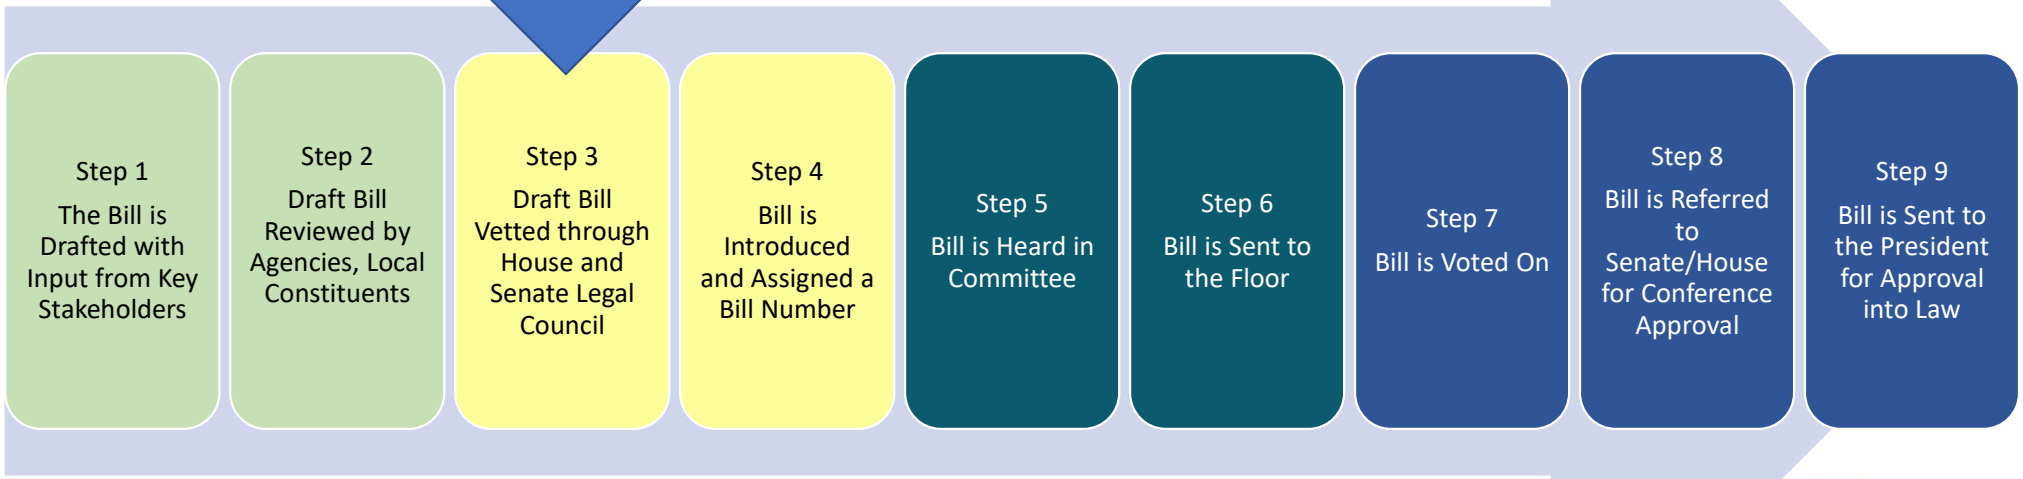 Step 1
The Bill is
Drafted with
Input from Key
Stakeholders
Step 2
Draft Bill
Reviewed by
Agencies, Local
Constituents
Step 3
Draft Bill
Vetted through
House and
Senate Legal
Council
Step 4
Bill is
Introduced
and Assigned a
Bill Number
Step 5
Bill is Heard in
Committee
Step 6
Bill is Sent to
the Floor
Step 7
Bill is Voted On
Step 8
Bill is Referred
to
Senate/House
for Conference
Approval
Step 9
Bill is Sent to
the President
for Approval
into Law